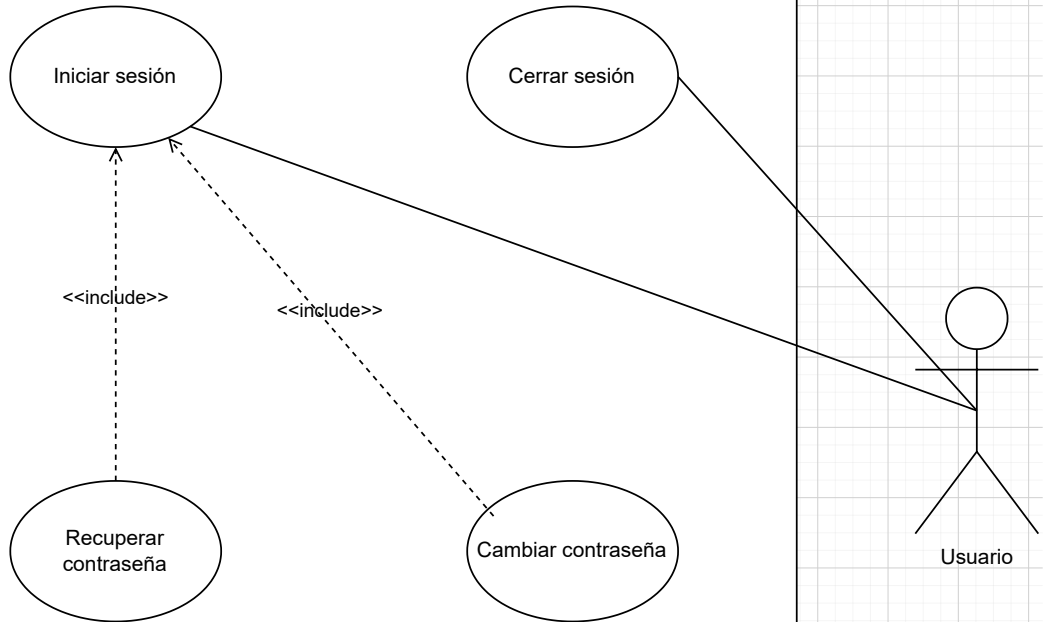 Iniciar sesión
Cerrar sesión
<<include>>
<<include>>
Recuperar
contraseña
Cambiar contraseña
Usuario